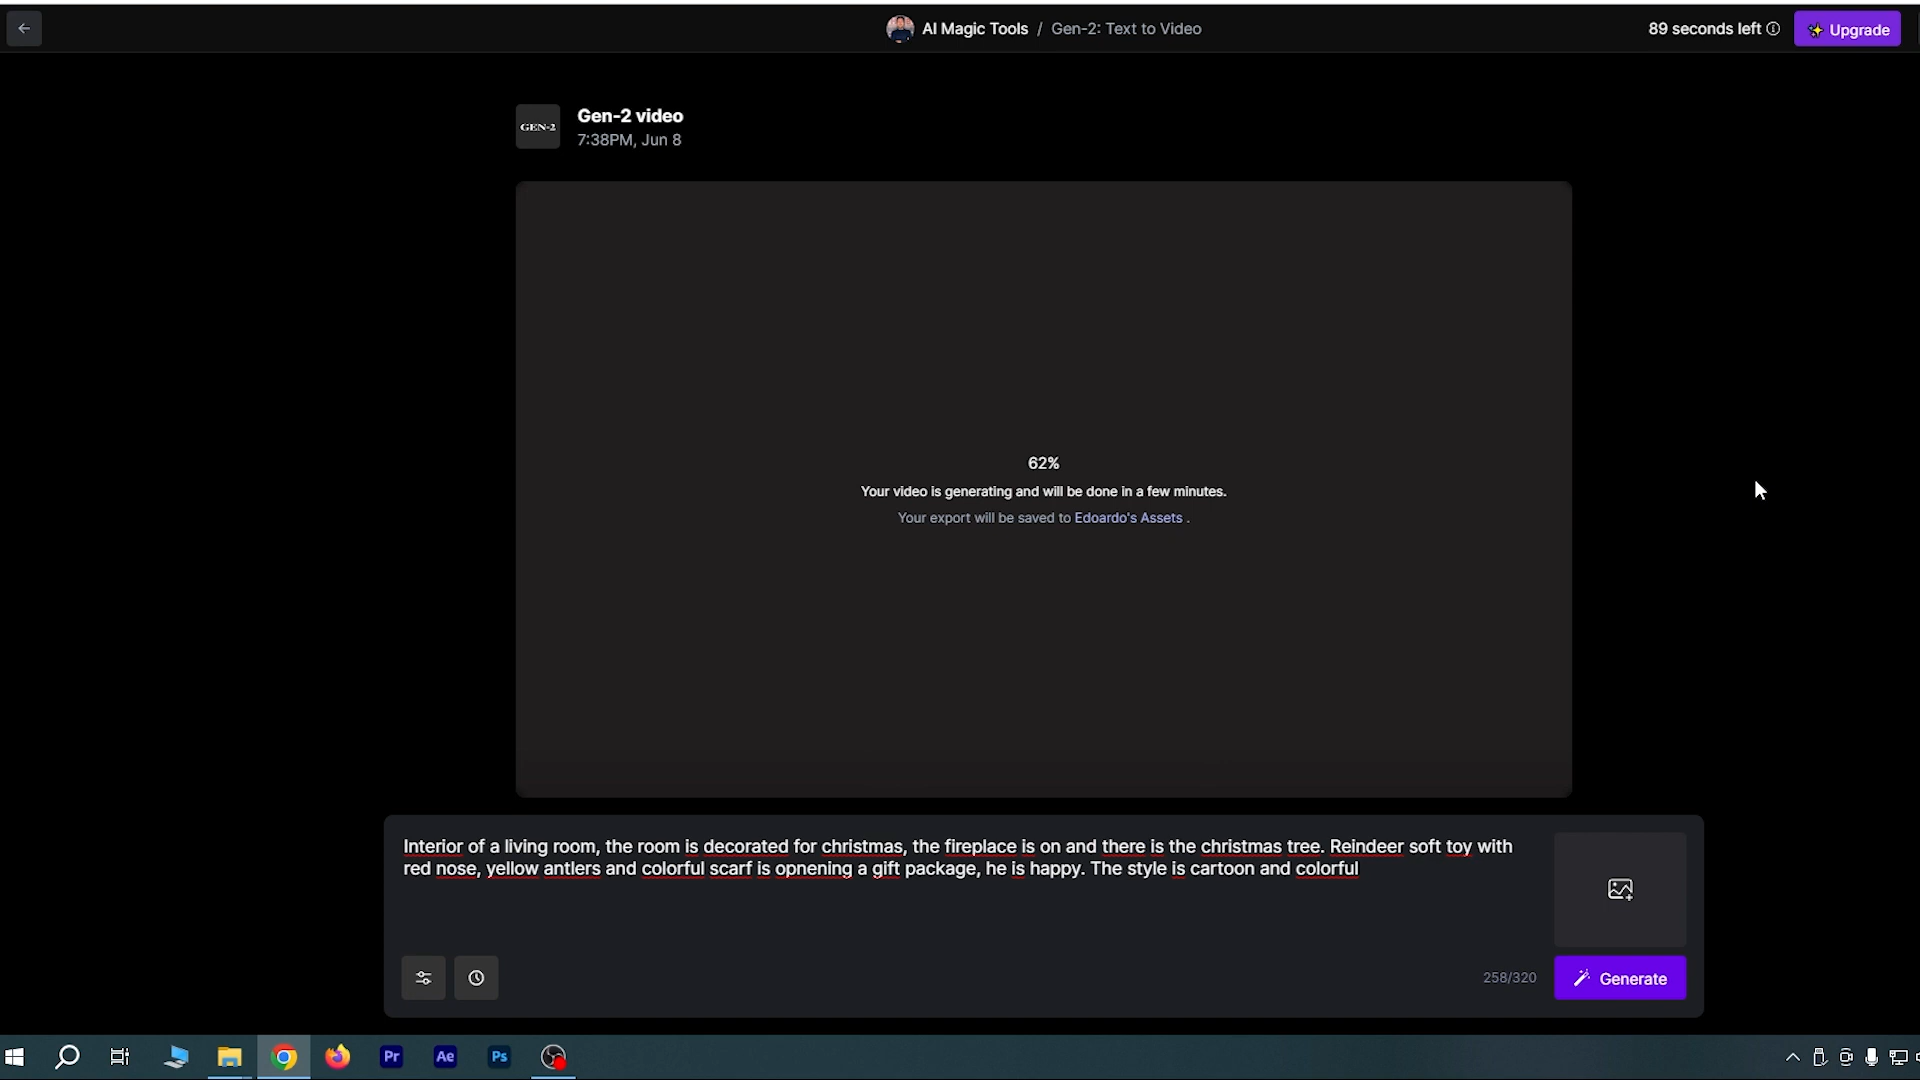 AI Magic Tools / Gen-2: Text to Video
89 seconds left
Upgrade
GEN-2
Gen-2 video
7:38PM, Jun 8
62%
Your video is generating and will be done in a few minutes.
Your export will be saved to Edoardo's Assets .
Interior of a living room, the room is decorated for christmas, the fireplace is on and there is the christmas tree. Reindeer soft toy with
red nose, yellow antlers and colorful scarf is opnening a gift package, he is happy. The style is cartoon and colorful
258/320
Generate
Pr
Ae
Ps